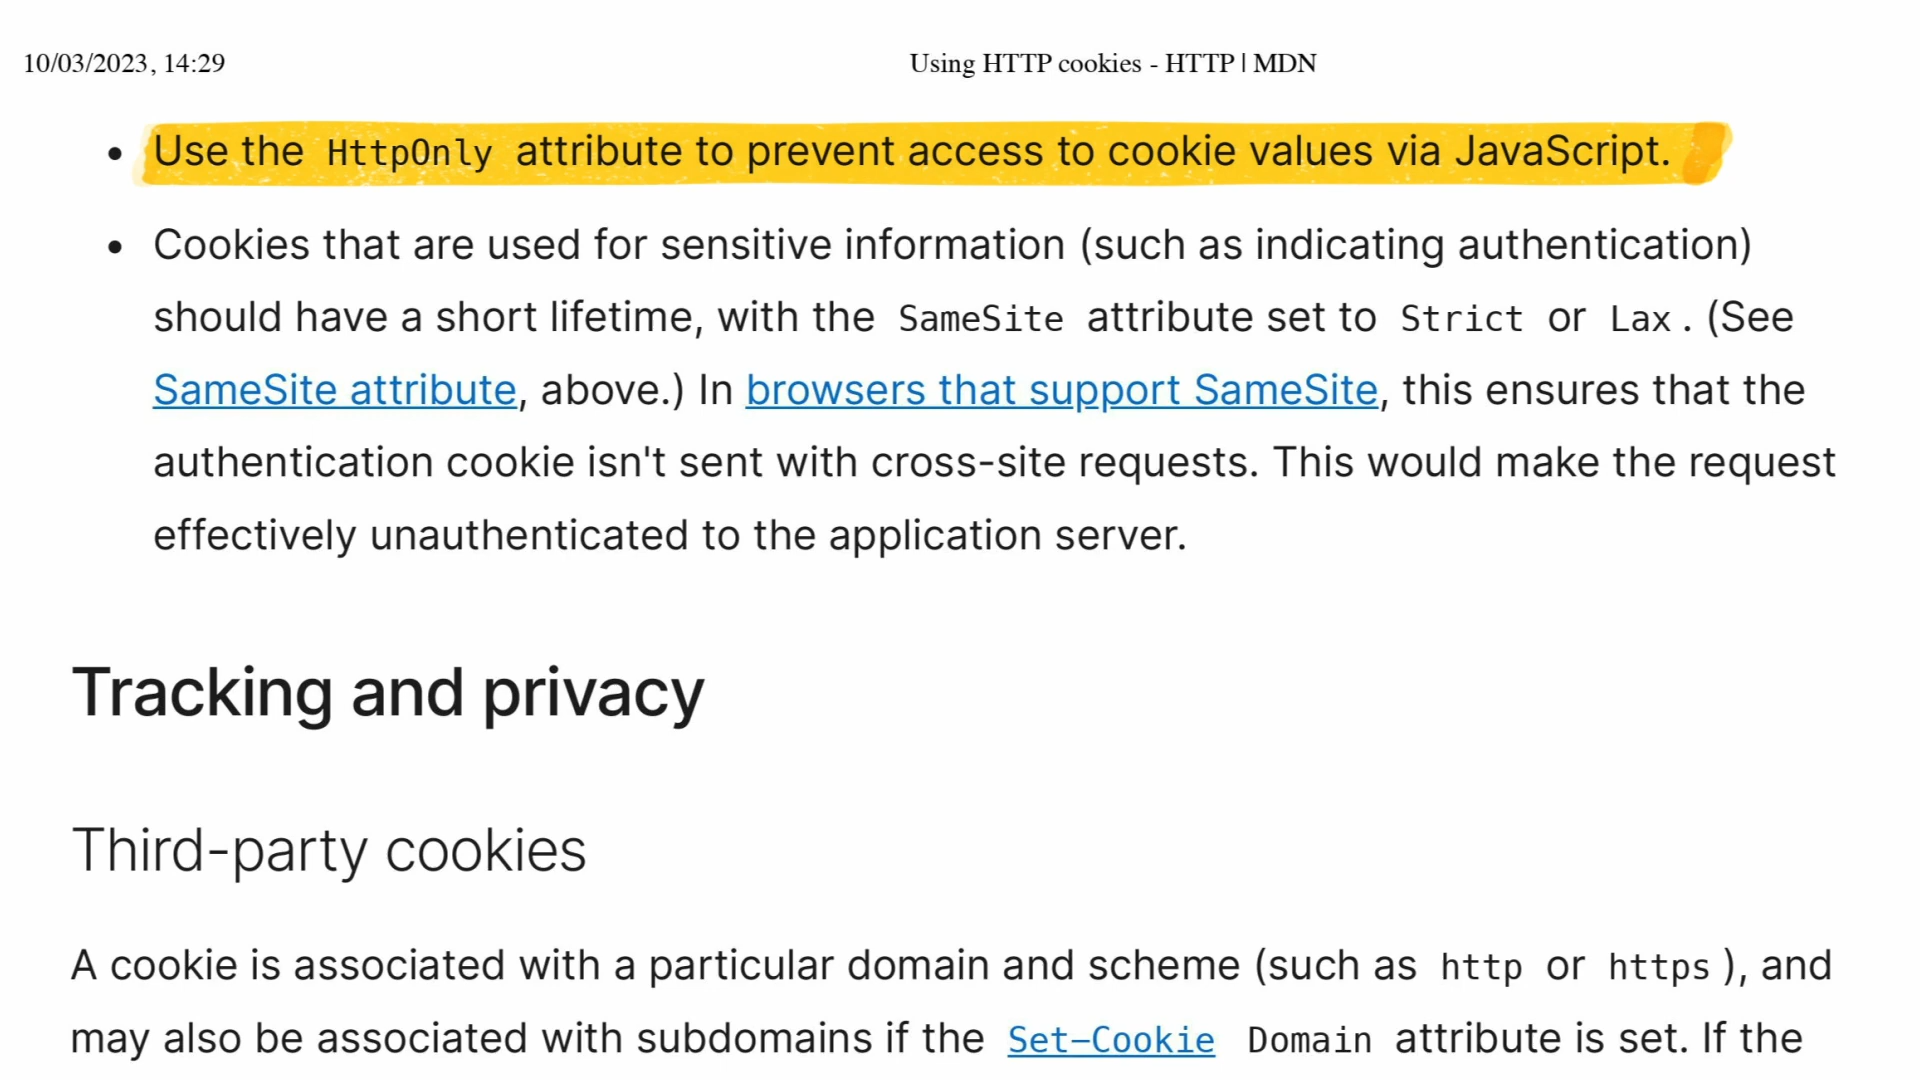 10/03/2023, 14:29
Using HTTP cookies - HTTP | MDN
• Use the HttpOnly attribute to prevent access to cookie values via JavaScript.
• Cookies that are used for sensitive information (such as indicating authentication)
should have a short lifetime, with the SameSite attribute set to Strict or Lax. (See
SameSite attribute, above.) In browsers that support SameSite, this ensures that the
authentication cookie isn't sent with cross-site requests. This would make the request
effectively unauthenticated to the application server.
Tracking and privacy
Third-party cookies
A cookie is associated with a particular domain and scheme (such as http or https), and
may also be associated with subdomains if the Set-Cookie Domain attribute is set. If the